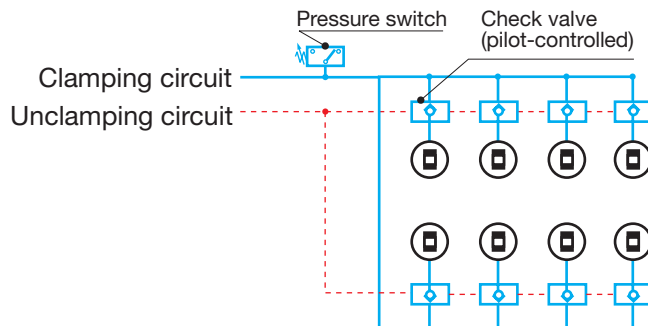 Pressure switch
Check valve
(pilot-controlled)
Clamping circuit
Unclamping circuit